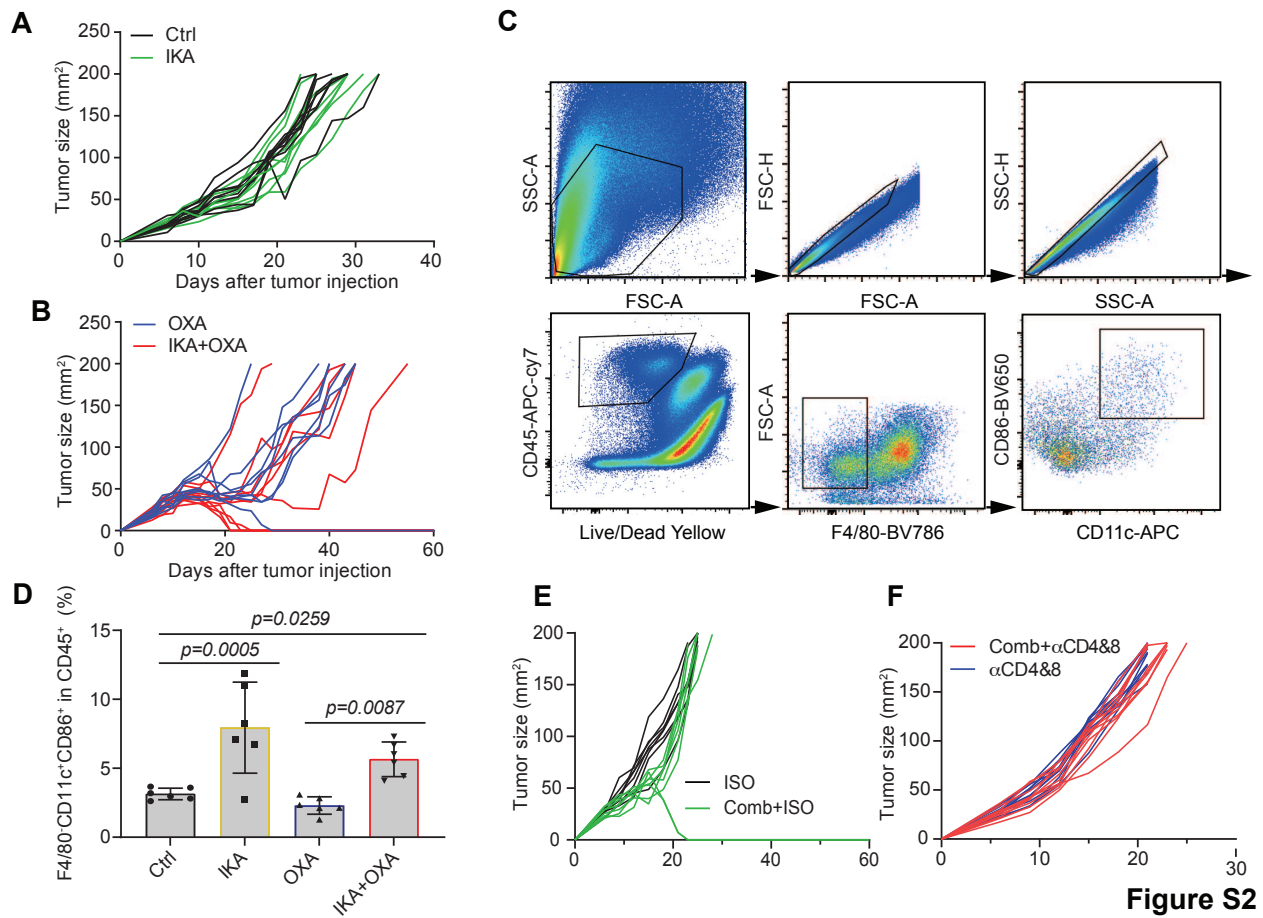 A
Ctrl
IKA
250
200
150
100
50
0
Tumor size (mm²)
0 10 20 30 40
Days after tumor injection
B
OXA
IKA+OXA
250
200
150
100
50
0
Tumor size (mm²)
0 20 40 60
Days after tumor injection
C
SSC-A
FSC-A
FSC-H
FSC-A
SSC-H
SSC-A
CD45-APC-cy7
Live/Dead Yellow
FSC-A
F4/80-BV786
CD86-BV650
CD11c-APC
D
F4/80⁻CD11c⁺CD86⁺ in CD45⁺ (%)
15
10
5
0
p=0.0259
p=0.0005
p=0.0087
Ctrl
IKA
OXA
IKA+OXA
E
Tumor size (mm²)
200
150
100
50
0
ISO
Comb+ISO
0 20 40 60
F
Tumor size (mm²)
200
150
100
50
0
Comb+αCD4&8
αCD4&8
0 10 20 30
Figure S2